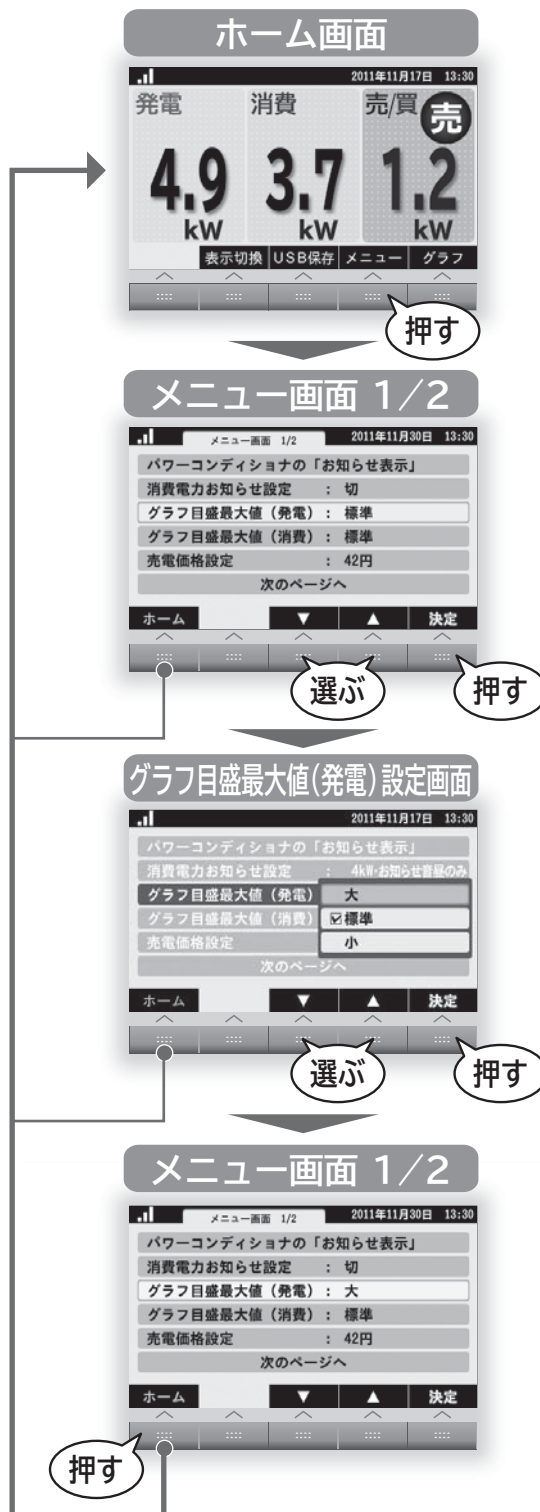 ホーム画面
2011年11月17日 13:30
発電 消費 売/買 売
4.9 3.7 1.2
kW kW kW
表示切換 USB保存 メニュー グラフ
押す
メニュー画面 1/2
メニュー画面 1/2 2011年11月30日 13:30
パワーコンディショナの「お知らせ表示」
消費電力お知らせ設定 : 切
グラフ目盛最大値(発電) : 標準
グラフ目盛最大値(消費) : 標準
売電価格設定 : 42円
次のページへ
ホーム ▼ ▲ 決定
選ぶ 押す
グラフ目盛最大値(発電)設定画面
2011年11月17日 13:30
パワーコンディショナの「お知らせ表示」
消費電力お知らせ設定 : 4kW・お知らせ音昼のみ
グラフ目盛最大値(発電) 大
グラフ目盛最大値(消費) ☑標準
売電価格設定 小
次のページへ
ホーム ▼ ▲ 決定
選ぶ 押す
メニュー画面 1/2
メニュー画面 1/2 2011年11月30日 13:30
パワーコンディショナの「お知らせ表示」
消費電力お知らせ設定 : 切
グラフ目盛最大値(発電) : 大
グラフ目盛最大値(消費) : 標準
売電価格設定 : 42円
次のページへ
ホーム ▼ ▲ 決定
押す